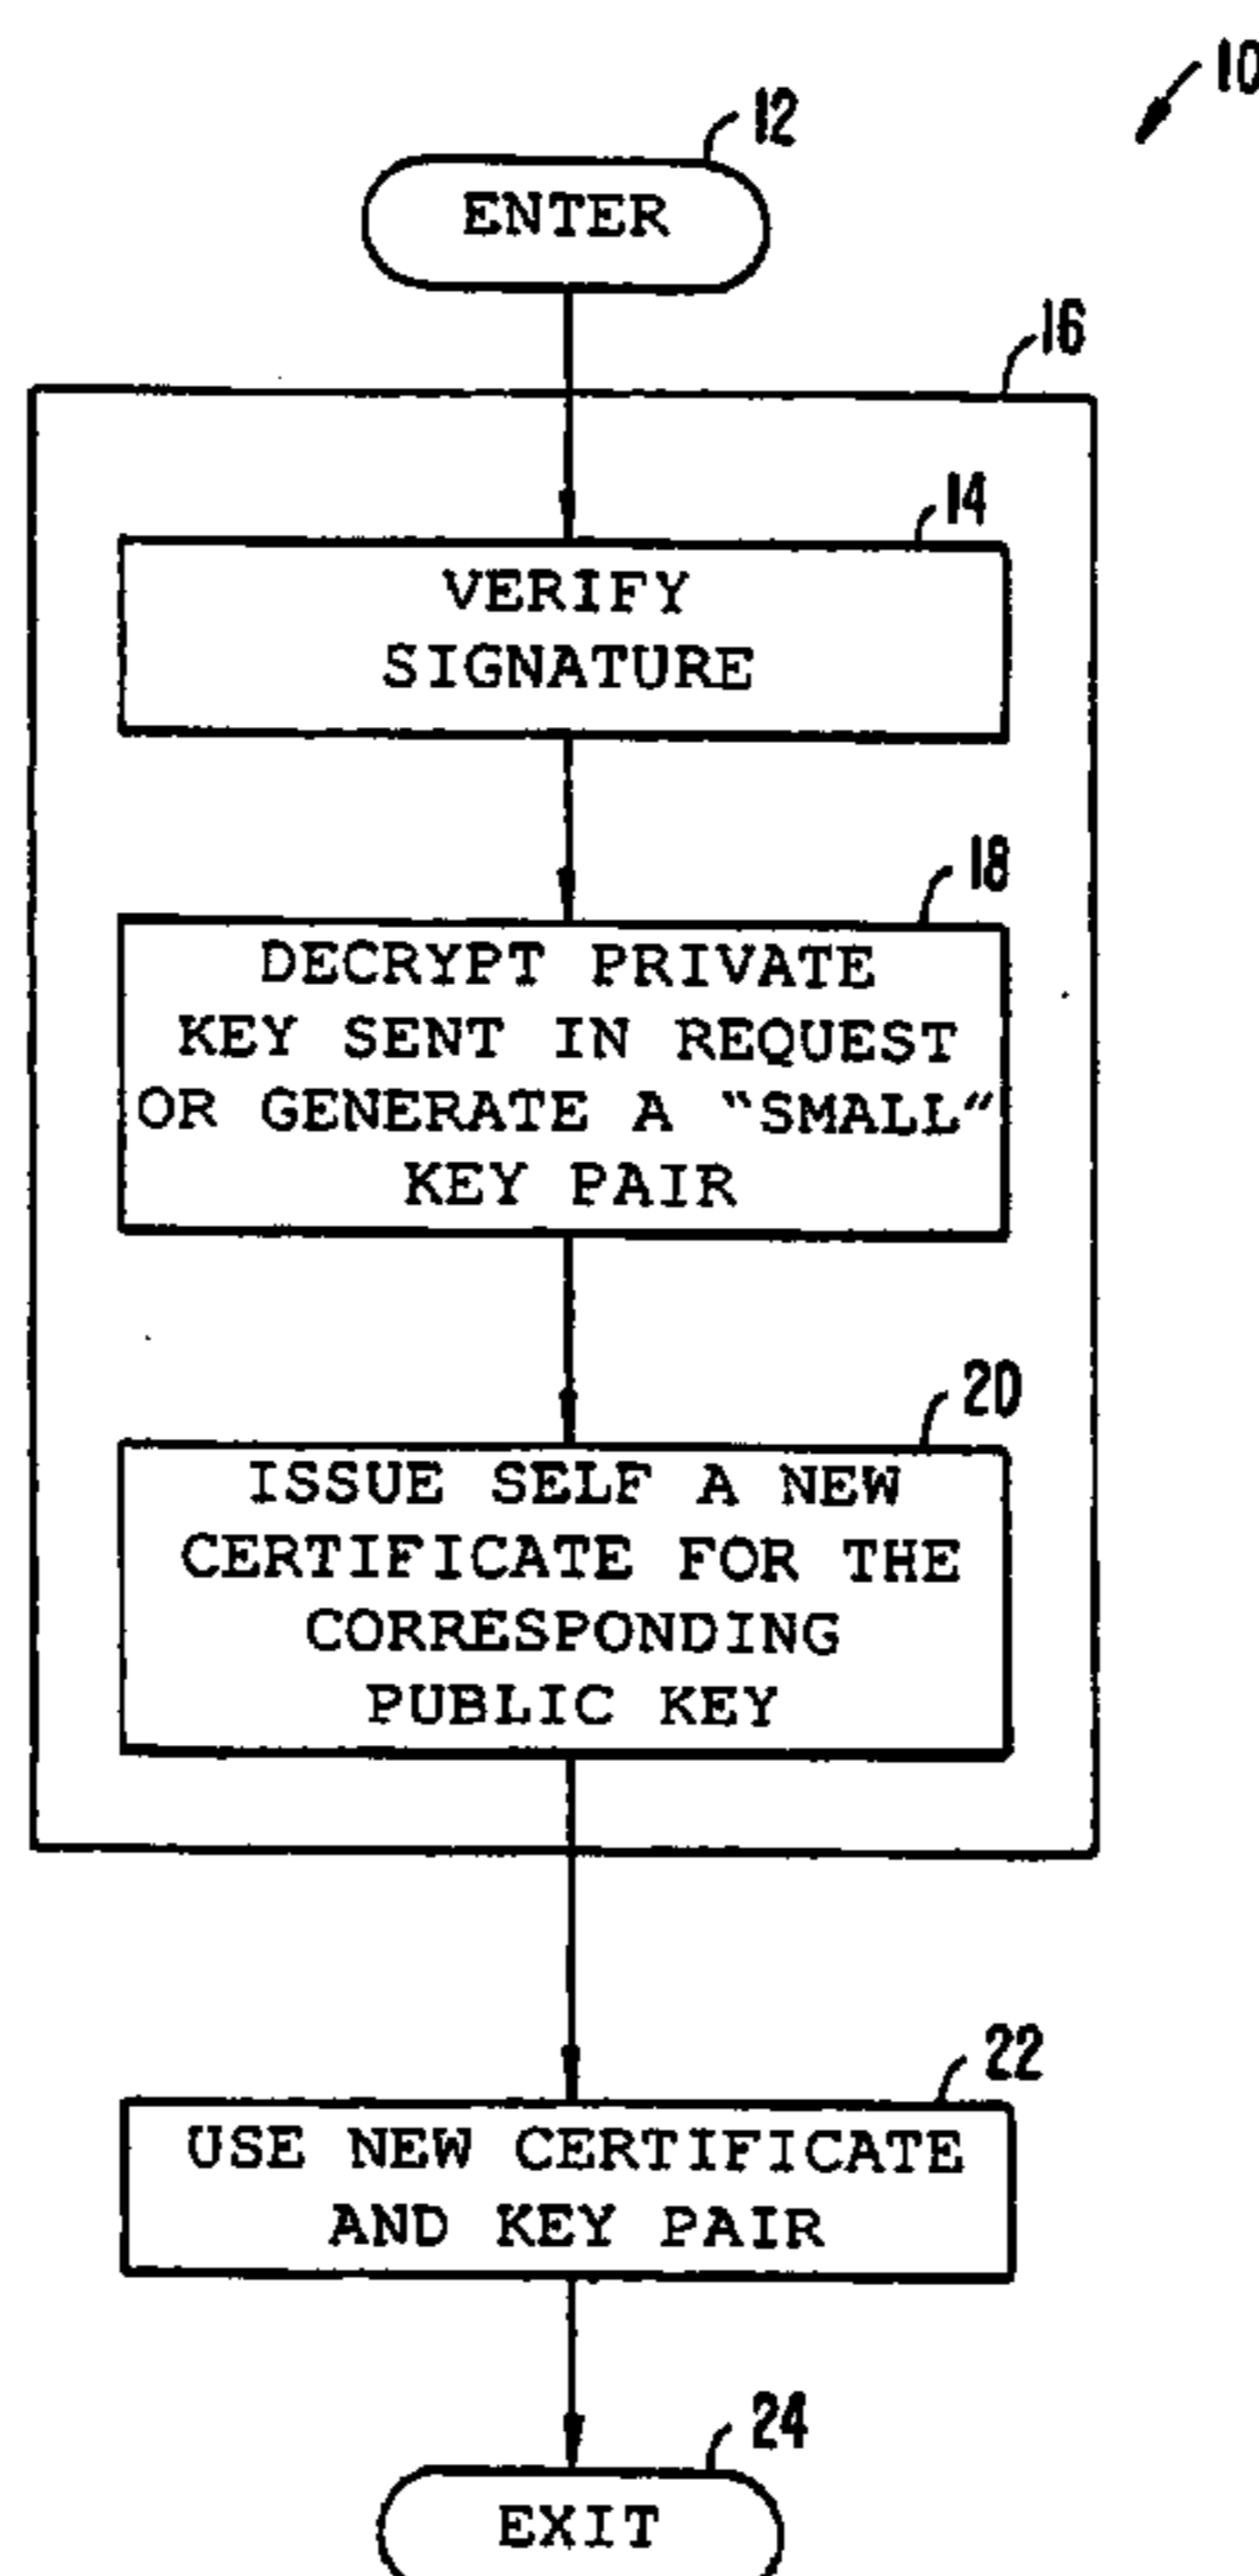 10
12
ENTER
16
14
VERIFY
SIGNATURE
18
DECRYPT PRIVATE
KEY SENT IN REQUEST
OR GENERATE A "SMALL"
KEY PAIR
20
ISSUE SELF A NEW
CERTIFICATE FOR THE
CORRESPONDING
PUBLIC KEY
22
USE NEW CERTIFICATE
AND KEY PAIR
24
EXIT